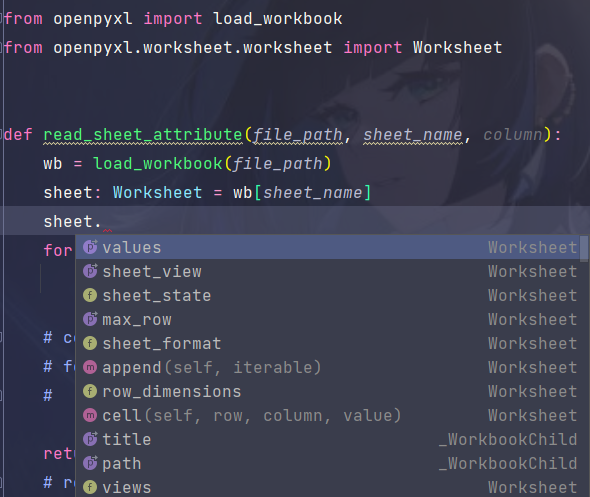 from openpyxl import load_workbook
from openpyxl.worksheet.worksheet import Worksheet
def read_sheet_attribute(file_path, sheet_name, column):
wb = load_workbook(file_path)
sheet: Worksheet = wb[sheet_name]
sheet.
for
values Worksheet
sheet_view Worksheet
sheet_state Worksheet
max_row Worksheet
sheet_format Worksheet
# c
append(self, iterable) Worksheet
# f
row_dimensions Worksheet
#
cell(self, row, column, value) Worksheet
title _WorkbookChild
ret
path _WorkbookChild
# r
views Worksheet